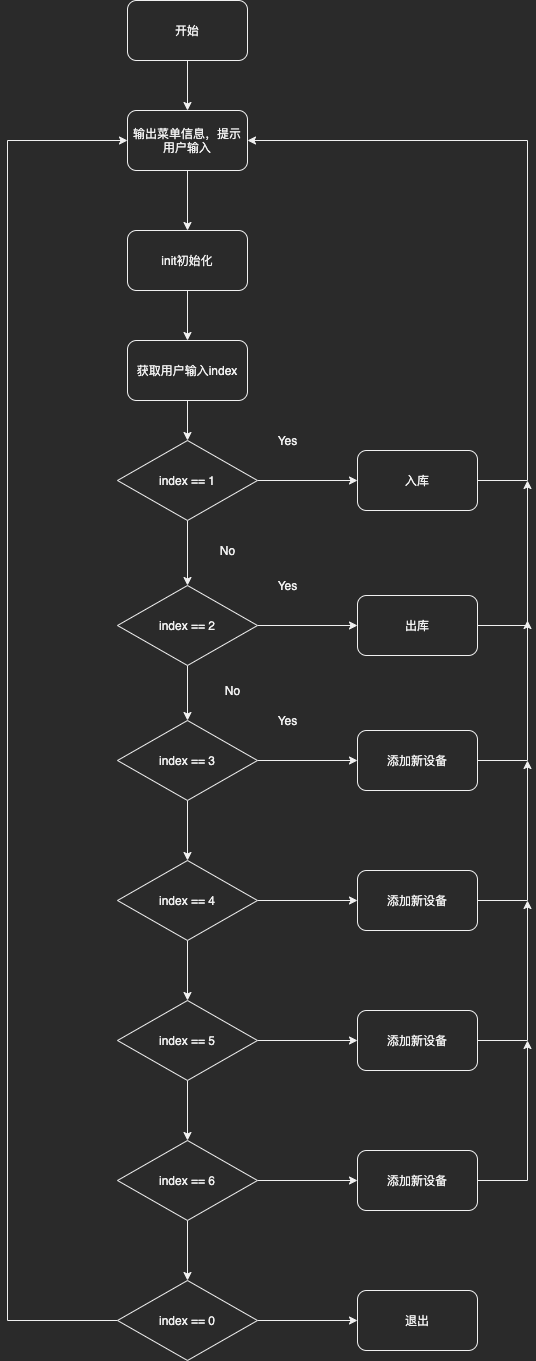 开始
输出菜单信息，提示
用户输入
init初始化
获取用户输入index
Yes
index == 1
入库
No
Yes
index == 2
出库
No
Yes
index == 3
添加新设备
index == 4
添加新设备
index == 5
添加新设备
index == 6
添加新设备
index == 0
退出